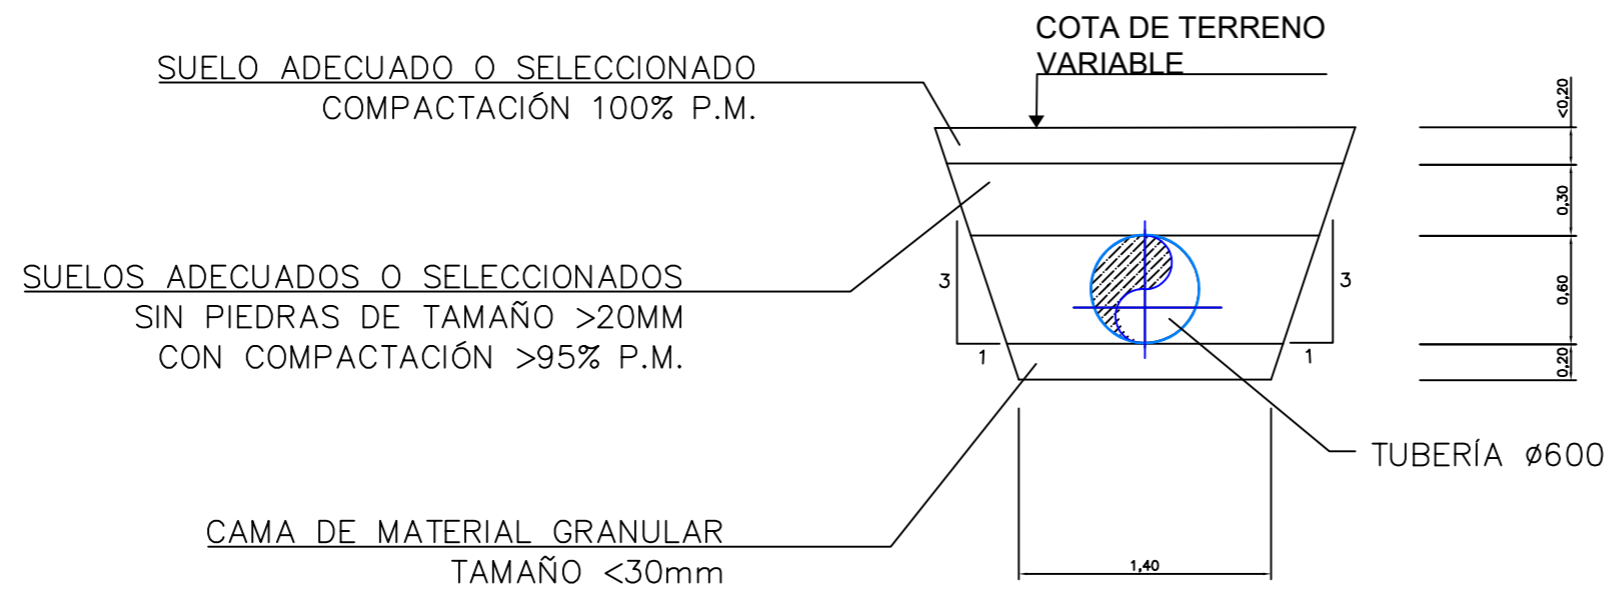 COTA DE TERRENO
VARIABLE
SUELO ADECUADO O SELECCIONADO
COMPACTACIÓN 100% P.M.
<0,20
0,30
SUELOS ADECUADOS O SELECCIONADOS
SIN PIEDRAS DE TAMAÑO >20MM
CON COMPACTACIÓN >95% P.M.
3
3
0,60
1
1
0,20
TUBERÍA Ø600
CAMA DE MATERIAL GRANULAR
TAMAÑO <30mm
1,40